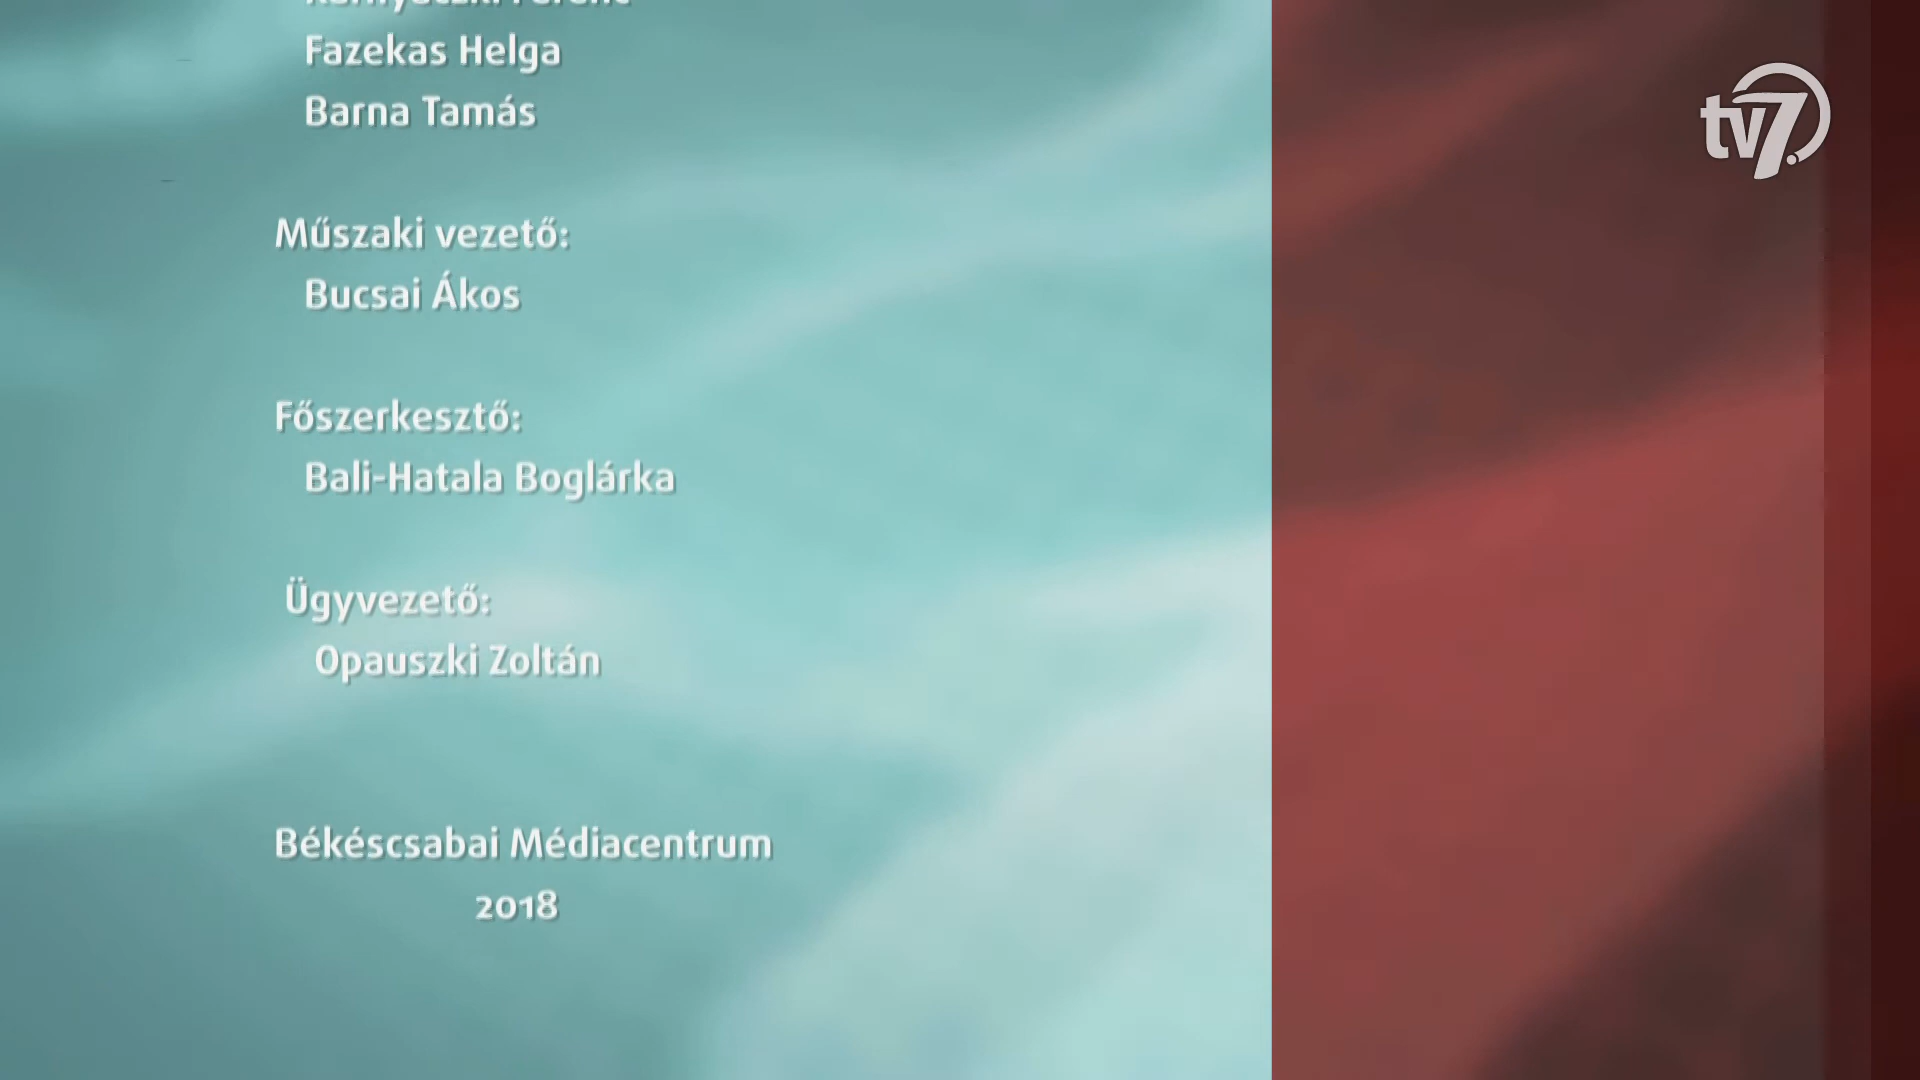 Fazekas Helga
Barna Tamás
Műszaki vezető:
Bucsai Ákos
Főszerkesztő:
Bali-Hatala Boglárka
Ügyvezető:
Opauszki Zoltán
Békéscsabai Médiacentrum
2018
tv7.